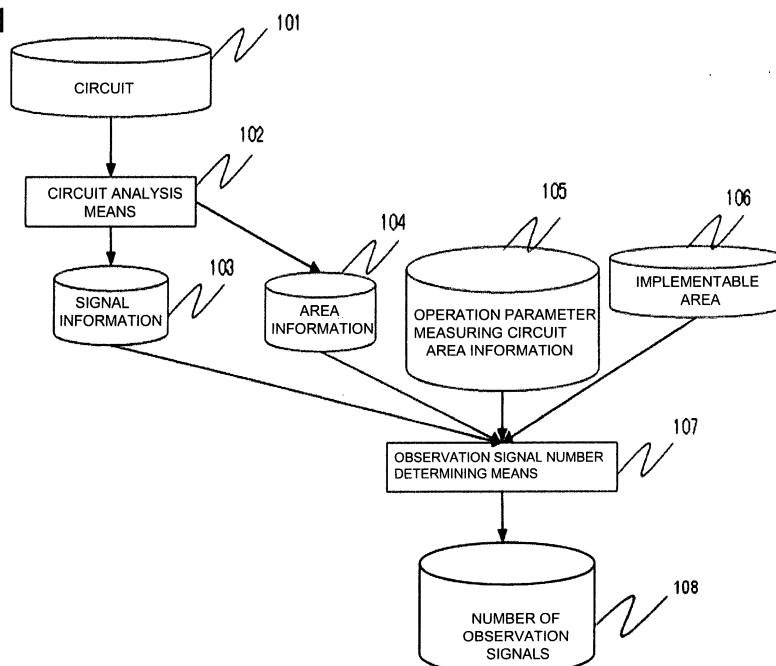 101
CIRCUIT
102
CIRCUIT ANALYSIS
MEANS
103
SIGNAL
INFORMATION
104
AREA
INFORMATION
105
OPERATION PARAMETER
MEASURING CIRCUIT
AREA INFORMATION
106
IMPLEMENTABLE
AREA
107
OBSERVATION SIGNAL NUMBER
DETERMINING MEANS
108
NUMBER OF
OBSERVATION
SIGNALS